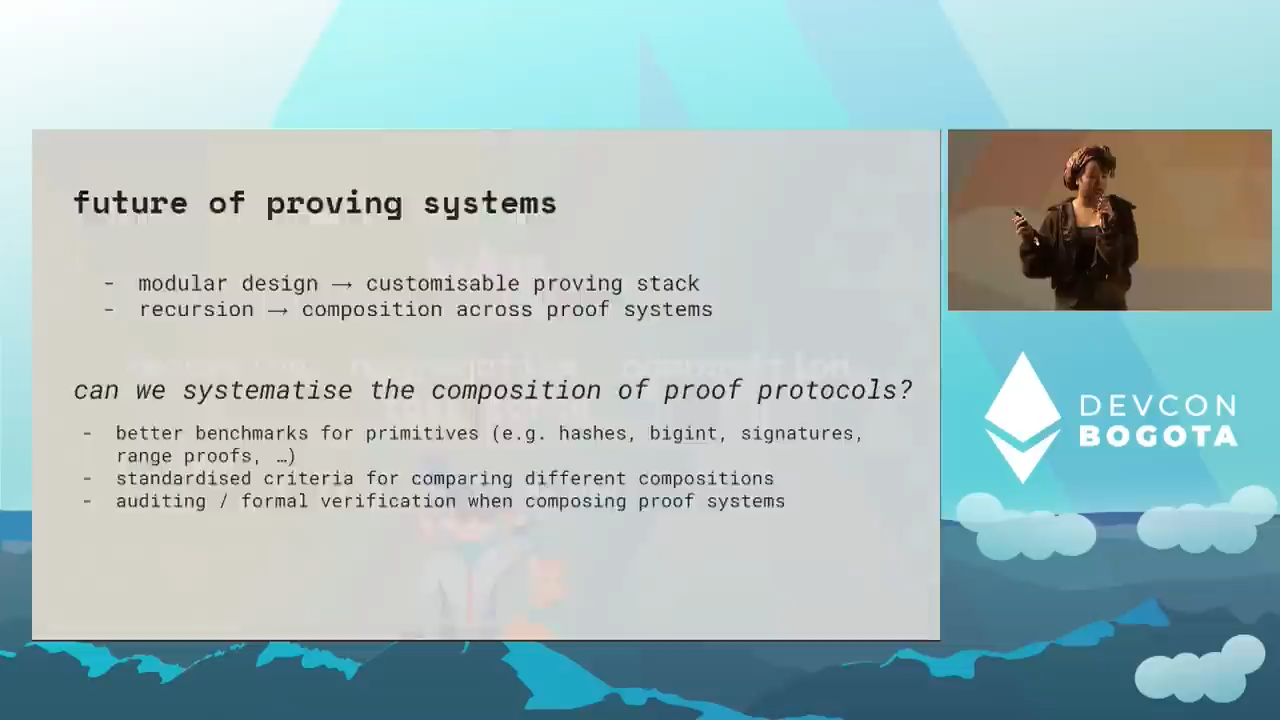 future of proving systems
- modular design → customisable proving stack
- recursion → composition across proof systems
can we systematise the composition of proof protocols?
- better benchmarks for primitives (e.g. hashes, bigint, signatures,
range proofs, …)
- standardised criteria for comparing different compositions
- auditing / formal verification when composing proof systems
DEVCON
BOGOTA